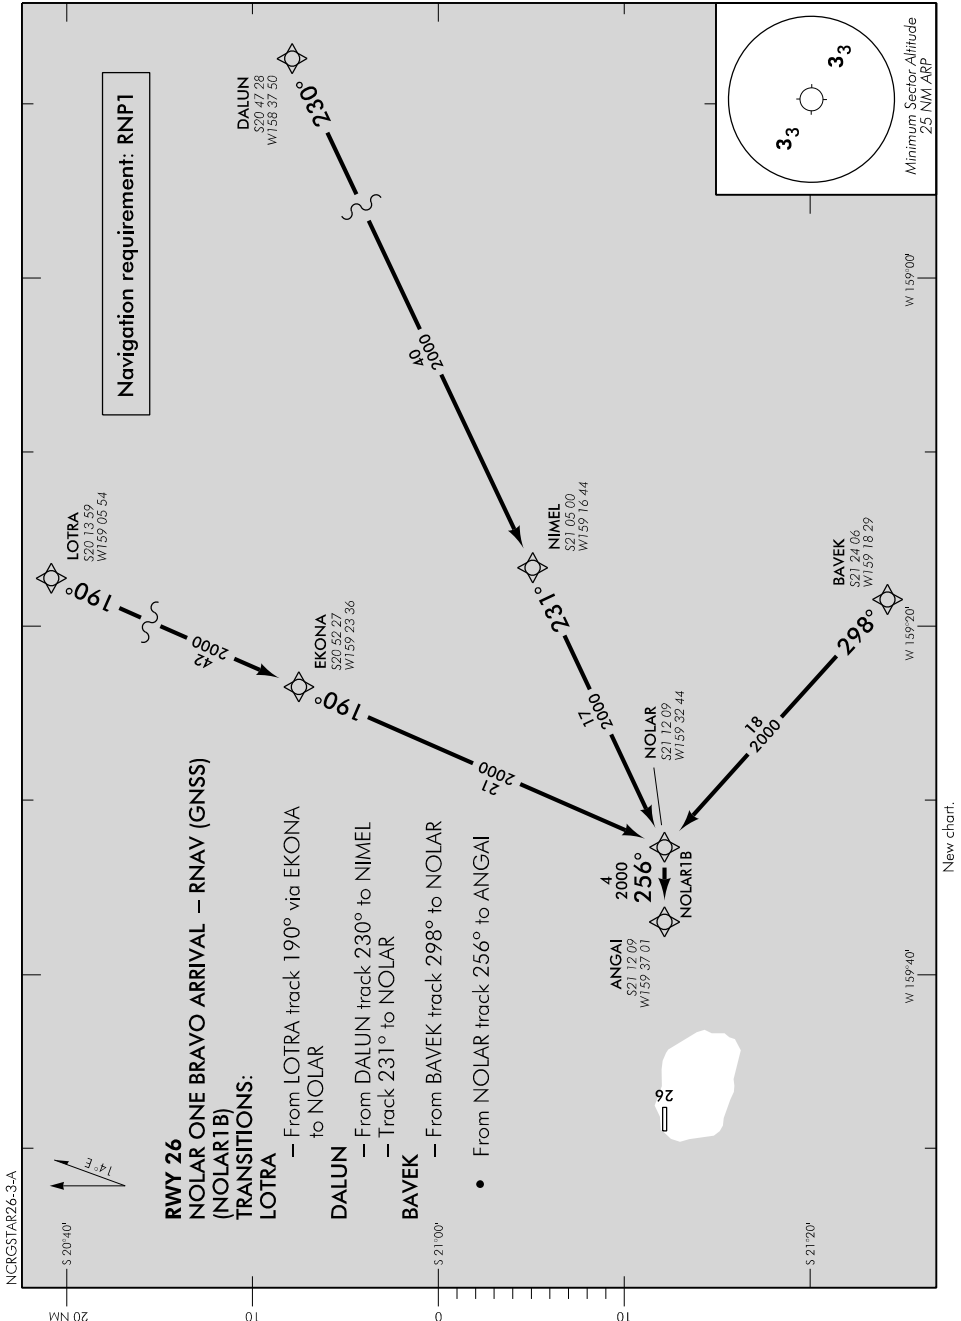 NCRGSTAR26-3-A
RWY 26
NOLAR ONE BRAVO ARRIVAL – RNAV (GNSS)
(NOLAR1B)
TRANSITIONS:
LOTRA
– From LOTRA track 190° via EKONA
to NOLAR
DALUN
– From DALUN track 230° to NIMEL
– Track 231° to NOLAR
BAVEK
– From BAVEK track 298° to NOLAR
• From NOLAR track 256° to ANGAI
14°E
Navigation requirement: RNP1
LOTRA
S20 13 59
W159 05 54
190°
42
2000
EKONA
S20 52 27
W159 23 36
190°
21
2000
DALUN
S20 47 28
W158 37 50
230°
40
2000
NIMEL
S21 05 00
W159 16 44
231°
17
2000
NOLAR
S21 12 09
W159 32 44
BAVEK
S21 24 06
W159 18 29
298°
18
2000
4
2000
256°
NOLAR1B
ANGAI
S21 12 09
W159 37 01
26
33
33
Minimum Sector Altitude
25 NM ARP
S 20°40'
S 21°00'
S 21°20'
W 159°40'
W 159°20'
W 159°00'
20 NM
10
0
10
New chart.